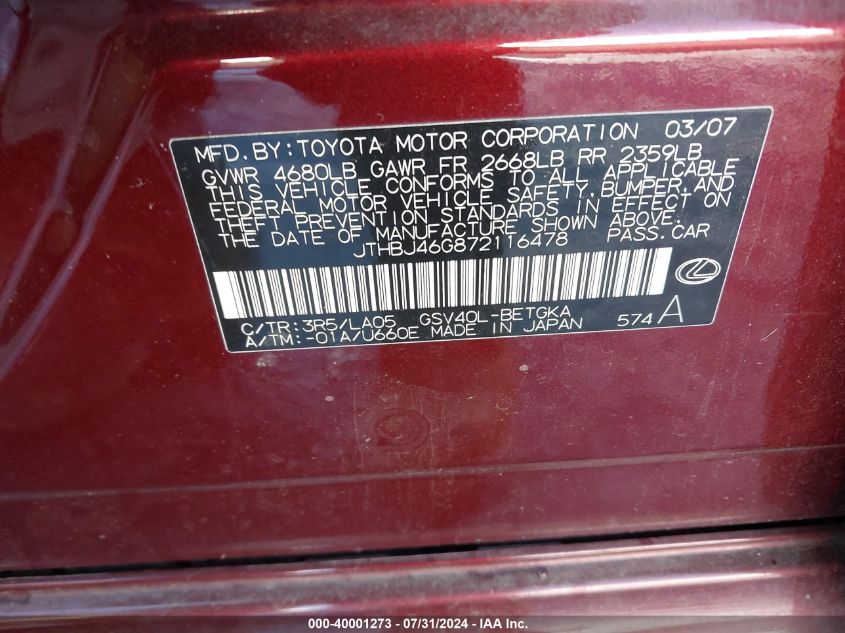 MFD. BY: TOYOTA MOTOR CORPORATION 03/07
GVWR 4680LB GAWR FR 2668LB RR 2359LB
THIS VEHICLE CONFORMS TO ALL APPLICABLE
FEDERAL MOTOR VEHICLE SAFETY, BUMPER, AND
THEFT PREVENTION STANDARDS IN EFFECT ON
THE DATE OF MANUFACTURE SHOWN ABOVE.
JTHBJ46G872116478 PASS. CAR
C/TR: 3R5/LA05 GSV40L-BETGKA
A/TM: -01A/U660E MADE IN JAPAN 574 A
000-40001273 - 07/31/2024 - IAA Inc.